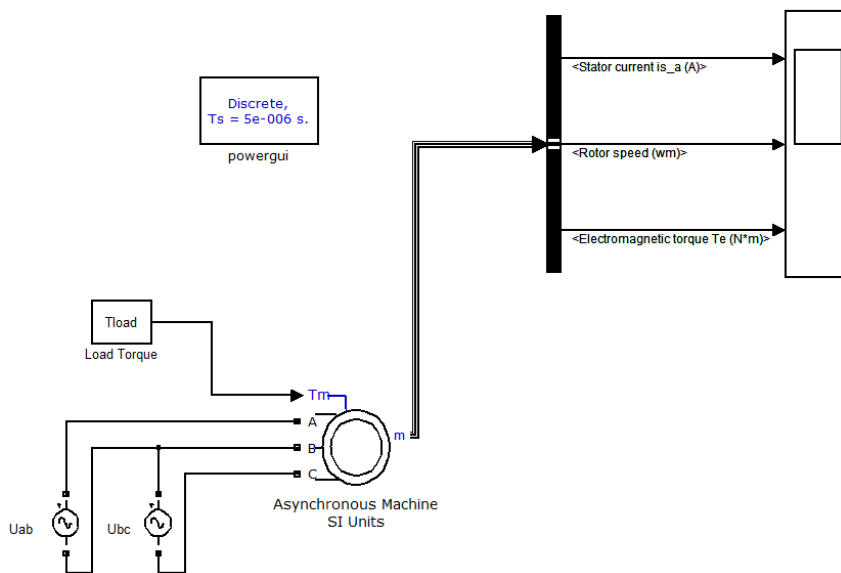 <Stator current is_a (A)>
Discrete,
Ts = 5e-006 s.
powergui
<Rotor speed (wm)>
<Electromagnetic torque Te (N*m)>
Tload
Load Torque
Tm
A
m
B
C
Asynchronous Machine
SI Units
Uab
Ubc